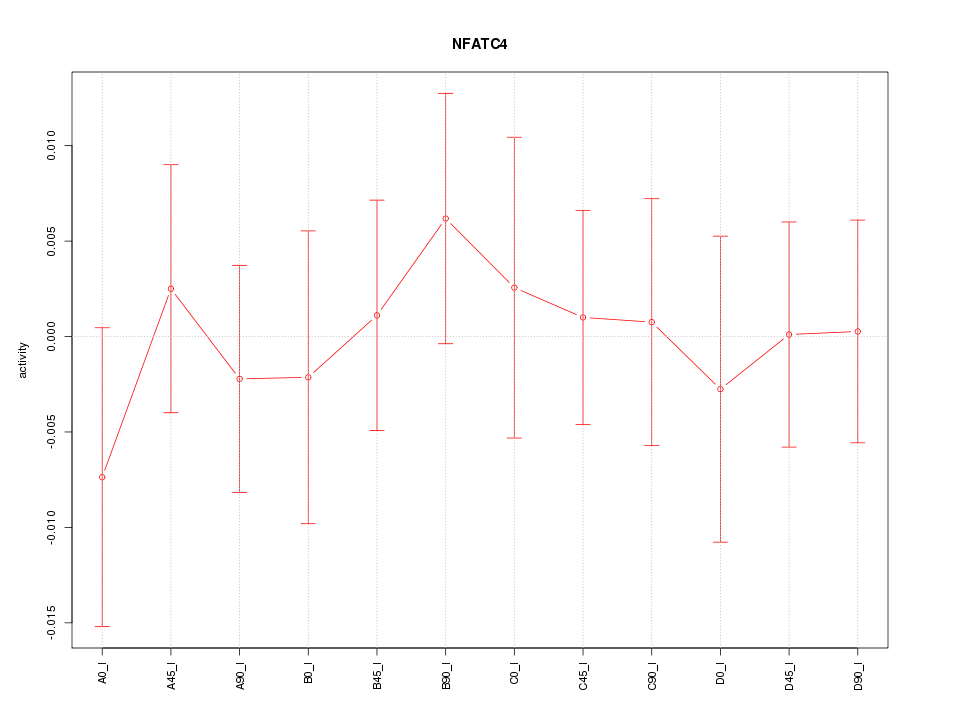 NFATC4
activity
0.010
0.005
0.000
-0.005
-0.010
-0.015
A0_I
A45_I
A90_I
B0_I
B45_I
B90_I
C0_I
C45_I
C90_I
D0_I
D45_I
D90_I